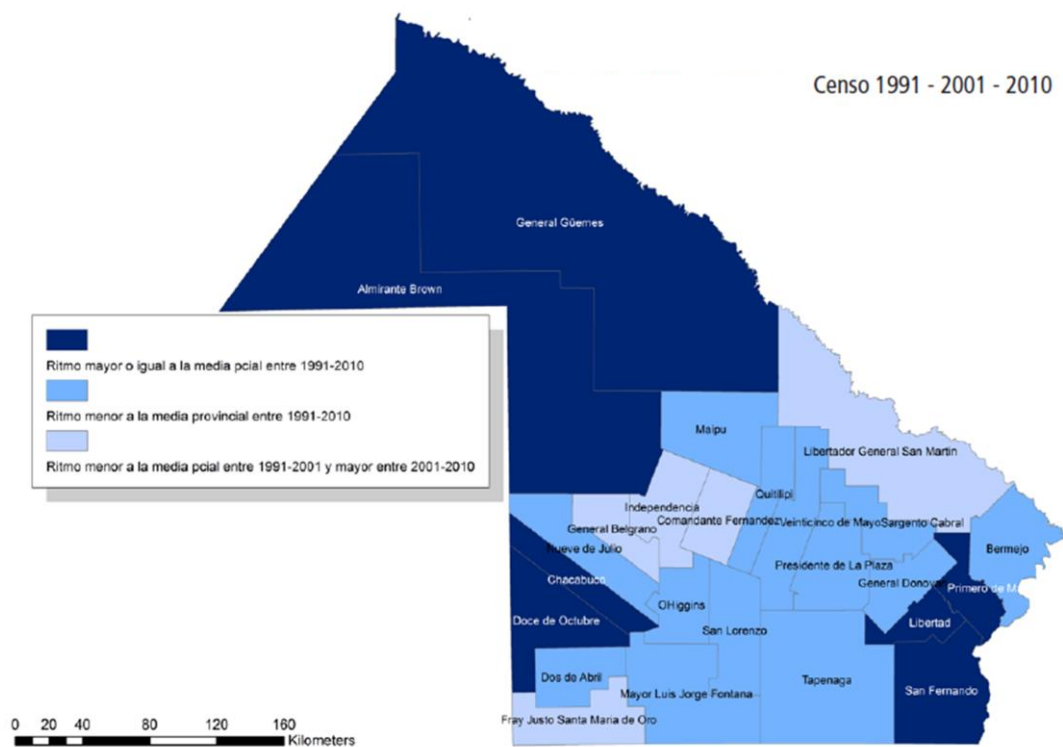 Censo 1991 - 2001 - 2010
General Güemes
Almirante Brown
Ritmo mayor o igual a la media pcial entre 1991-2010
Ritmo menor a la media provincial entre 1991-2010
Ritmo menor a la media pcial entre 1991-2001 y mayor entre 2001-2010
Maipu
Libertador General San Martin
Quitilipi
Independencia
Comandante Fernandez
Veinticinco de Mayo
Sargento Cabral
General Belgrano
Nueve de Julio
Bermejo
Presidente de La Plaza
Chacabuco
General Donovan
Primero de M
OHiggins
Doce de Octubre
Libertad
San Lorenzo
Dos de Abril
Tapenaga
Mayor Luis Jorge Fontana
San Fernando
Fray Justo Santa Maria de Oro
0 20 40 80 120 160
Kilometers